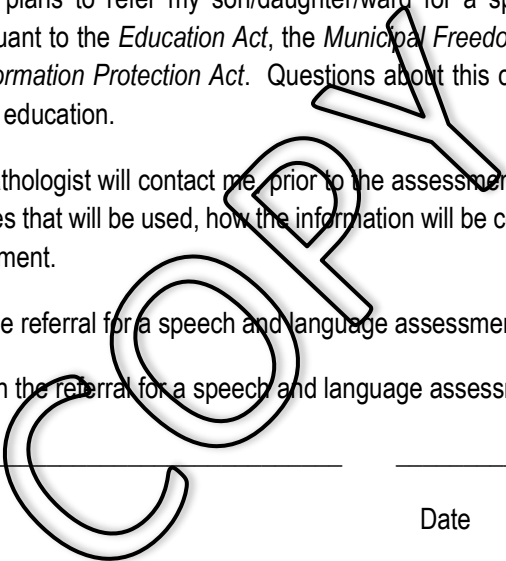 plans to refer my son/daughter/ward for a sp
uant to the Education Act, the Municipal Freedo
ormation Protection Act. Questions about this c
education.
athologist will contact me, prior to the assessmen
es that will be used, how the information will be c
ment.
e referral for a speech and language assessmen
n the referral for a speech and language assessm
Date
COPY